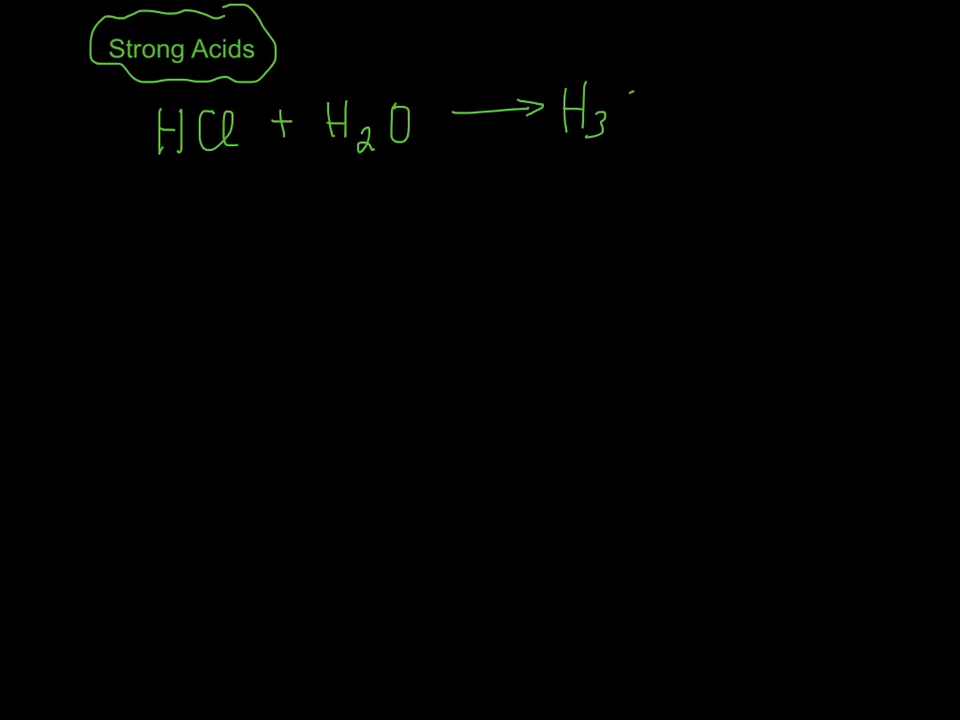 Strong Acids
HCl + H₂O ⟶ H₃